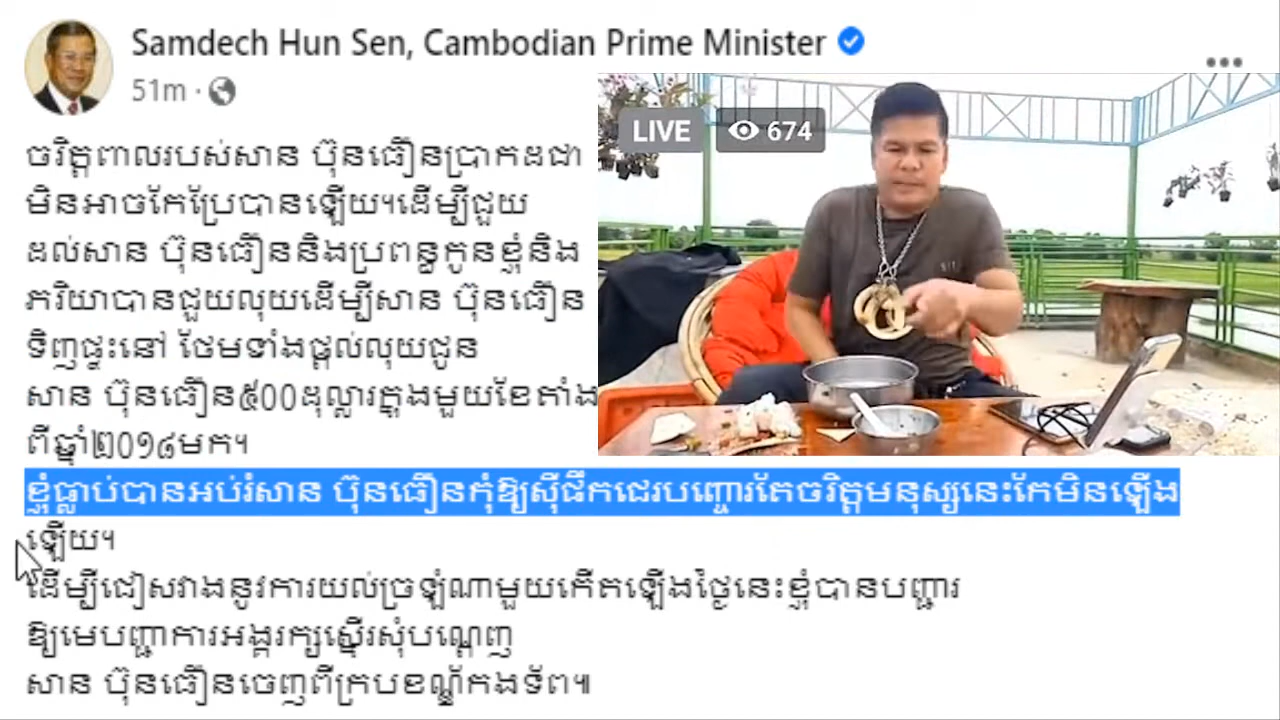 Samdech Hun Sen, Cambodian Prime Minister
51m ·
LIVE 674
ចរិត្តពាលរបស់សាន ប៊ុនធឿនប្រាកដជា
មិនអាចកែប្រែបានឡើយ។ដើម្បីជួយ
ដល់សាន ប៊ុនធឿននិងប្រពន្ធកូនខ្ញុំនិង
ភរិយាបានជួយលុយដើម្បីសាន ប៊ុនធឿន
ទិញផ្ទះនៅ ថែមទាំងផ្តល់លុយជូន
សាន ប៊ុនធឿន៥០០ដុល្លារក្នុងមួយខែតាំង
ពីឆ្នាំ២០១៤មក។
ខ្ញុំធ្លាប់បានអប់រំសាន ប៊ុនធឿនកុំឱ្យស៊ីផឹកជេរបញ្ចោរតែចរិត្តមនុស្សនេះកែមិនឡើង
ឡើយ។
ដើម្បីជៀសវាងនូវការយល់ច្រឡំណាមួយកើតឡើងថ្ងៃនេះខ្ញុំបានបញ្ជារ
ឱ្យមេបញ្ជាការអង្គរក្សស្នើរសុំបណ្តេញ
សាន ប៊ុនធឿនចេញពីក្របខណ្ឌ័កងទ័ព៕